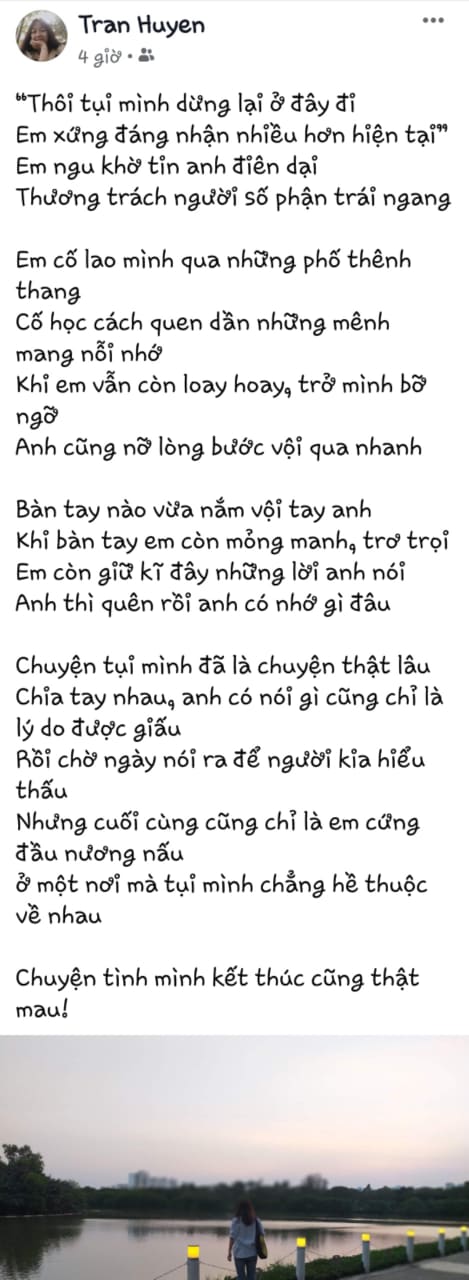 Tran Huyen
4 giờ
“Thôi tụi mình dừng lại ở đây đi
Em xứng đáng nhận nhiều hơn hiện tại”
Em ngu khờ tin anh điên dại
Thương trách người số phận trái ngang
Em cố lao mình qua những phố thênh
thang
Cố học cách quen dần những mênh
mang nỗi nhớ
Khi em vẫn còn loay hoay, trở mình bỡ
ngỡ
Anh cũng nỡ lòng bước vội qua nhanh
Bàn tay nào vừa nắm vội tay anh
Khi bàn tay em còn mỏng manh, trơ trọi
Em còn giữ kĩ đây những lời anh nói
Anh thì quên rồi anh có nhớ gì đâu
Chuyện tụi mình đã là chuyện thật lâu
Chia tay nhau, anh có nói gì cũng chỉ là
lý do được giấu
Rồi chờ ngày nói ra để người kia hiểu
thấu
Nhưng cuối cùng cũng chỉ là em cứng
đầu nương nấu
ở một nơi mà tụi mình chẳng hề thuộc
về nhau
Chuyện tình mình kết thúc cũng thật
mau!